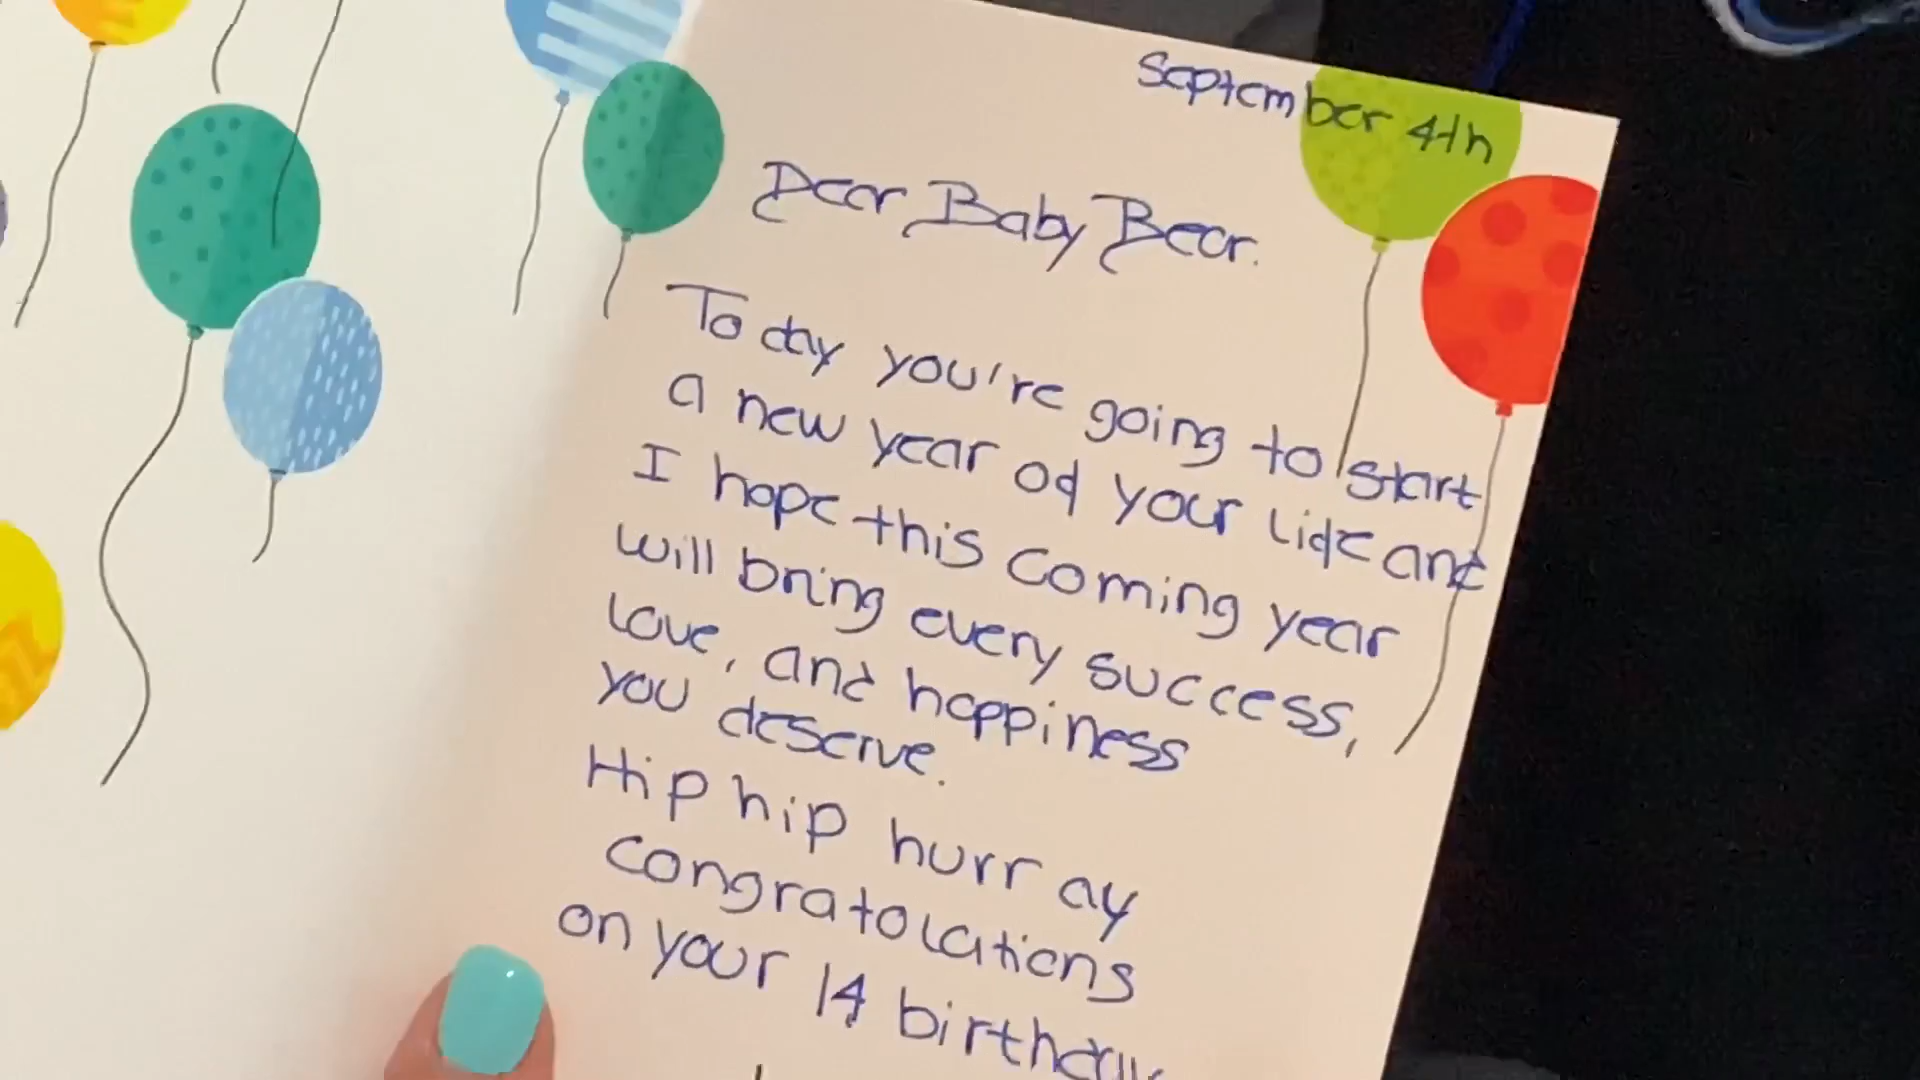 September 4th
Dear Baby Bear.
Today you're going to start
a new year of your life and
I hope this coming year
will bring every success,
love, and happiness
you deserve.
Hip hip hurray
congratolations
on your 14 birthday